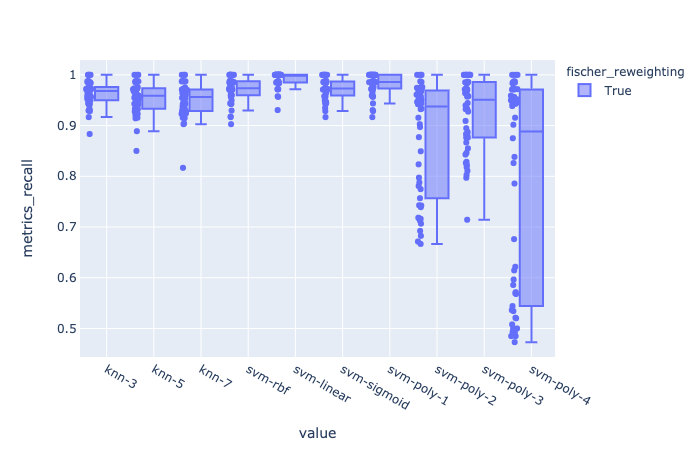 fischer_reweighting
True
1
0.9
0.8
0.7
0.6
0.5
metrics_recall
knn-3
knn-5
knn-7
svm-rbf
svm-linear
svm-sigmoid
svm-poly-1
svm-poly-2
svm-poly-3
svm-poly-4
value